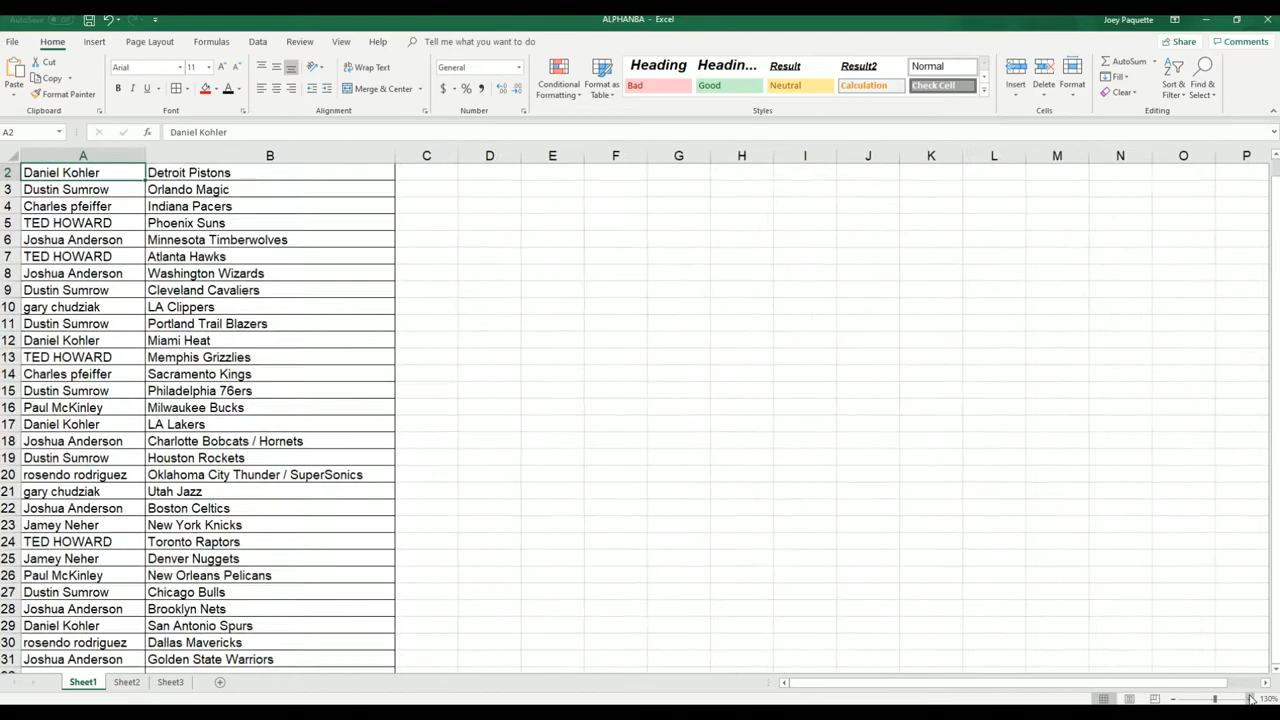 AutoSave Off
ALPHANBA - Excel
Joey Paquette
File Home Insert Page Layout Formulas Data Review View Help Tell me what you want to do Share Comments
Paste Cut Copy Format Painter
Clipboard
Arial 11
B I U
Font
Wrap Text
Merge & Center
Alignment
General
$ %
Number
Conditional Formatting Format as Table
Heading Headin... Result Result2 Normal
Bad Good Neutral Calculation Check Cell
Styles
Insert Delete Format
Cells
AutoSum Fill Clear
Sort & Filter Find & Select
Editing
A2 fx Daniel Kohler
A B C D E F G H I J K L M N O P
2 Daniel Kohler Detroit Pistons
3 Dustin Sumrow Orlando Magic
4 Charles pfeiffer Indiana Pacers
5 TED HOWARD Phoenix Suns
6 Joshua Anderson Minnesota Timberwolves
7 TED HOWARD Atlanta Hawks
8 Joshua Anderson Washington Wizards
9 Dustin Sumrow Cleveland Cavaliers
10 gary chudziak LA Clippers
11 Dustin Sumrow Portland Trail Blazers
12 Daniel Kohler Miami Heat
13 TED HOWARD Memphis Grizzlies
14 Charles pfeiffer Sacramento Kings
15 Dustin Sumrow Philadelphia 76ers
16 Paul McKinley Milwaukee Bucks
17 Daniel Kohler LA Lakers
18 Joshua Anderson Charlotte Bobcats / Hornets
19 Dustin Sumrow Houston Rockets
20 rosendo rodriguez Oklahoma City Thunder / SuperSonics
21 gary chudziak Utah Jazz
22 Joshua Anderson Boston Celtics
23 Jamey Neher New York Knicks
24 TED HOWARD Toronto Raptors
25 Jamey Neher Denver Nuggets
26 Paul McKinley New Orleans Pelicans
27 Dustin Sumrow Chicago Bulls
28 Joshua Anderson Brooklyn Nets
29 Daniel Kohler San Antonio Spurs
30 rosendo rodriguez Dallas Mavericks
31 Joshua Anderson Golden State Warriors
Sheet1 Sheet2 Sheet3
130%